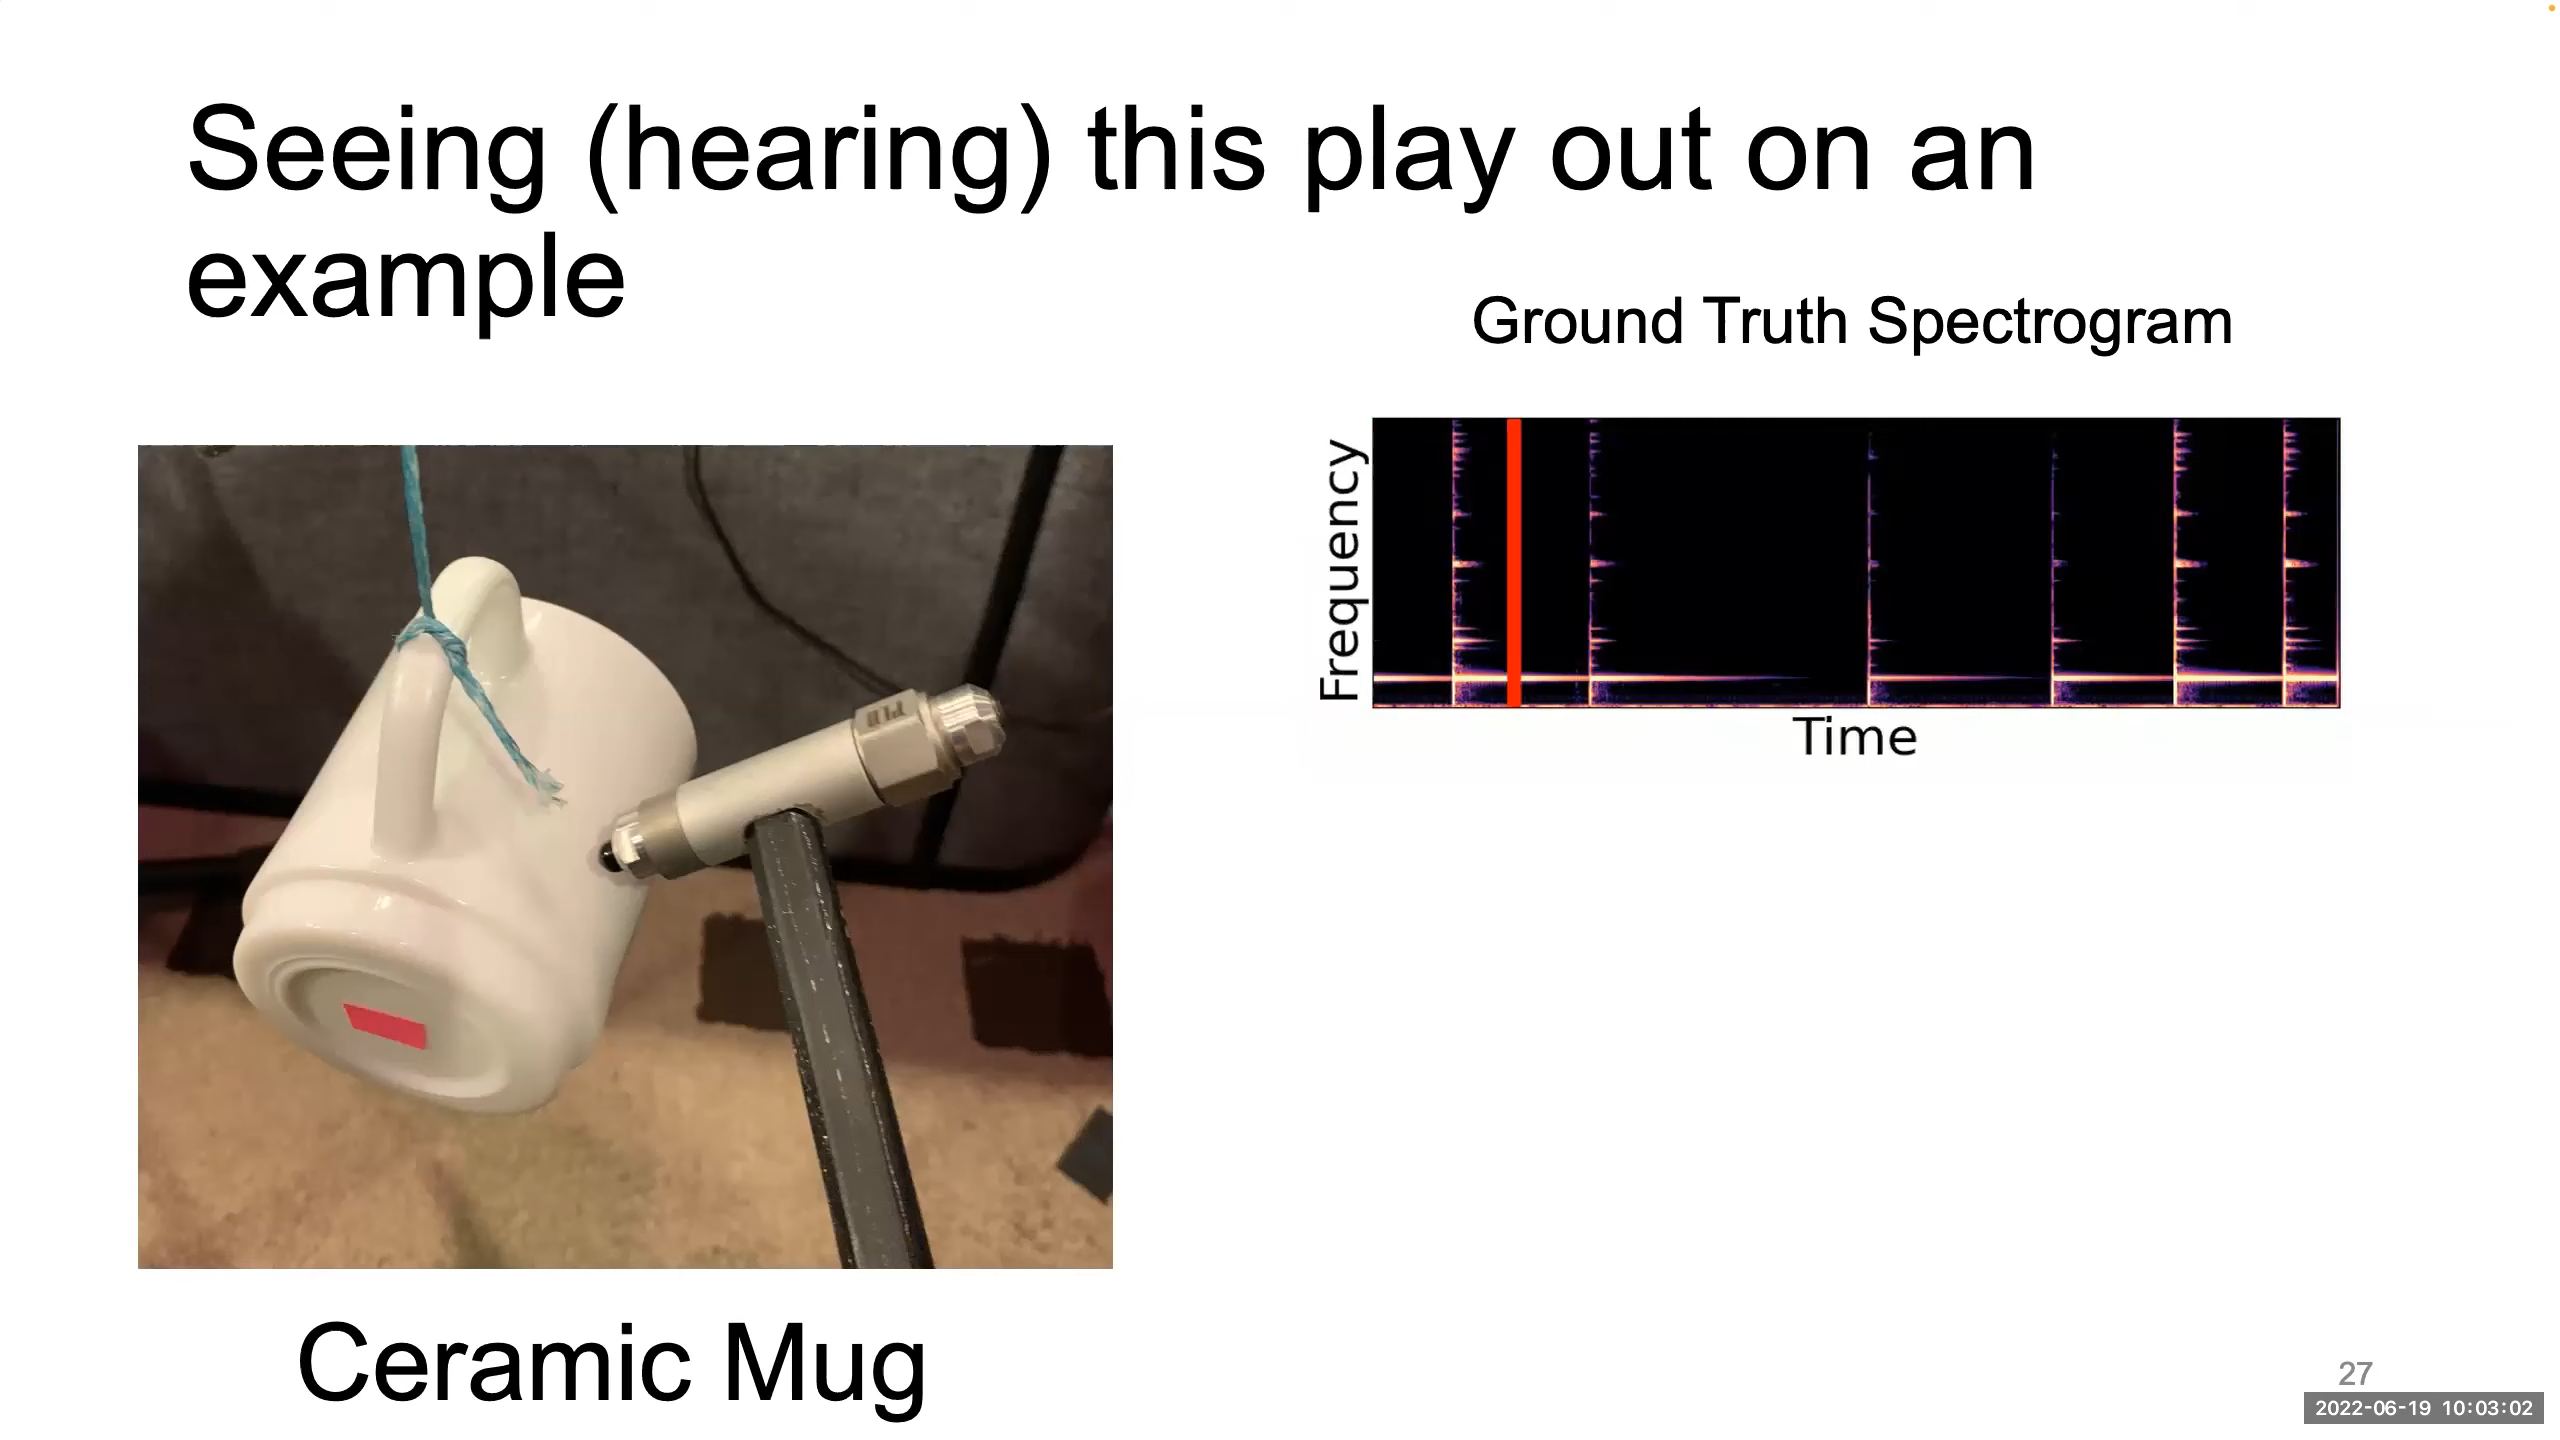 Seeing (hearing) this play out on an
example
Ground Truth Spectrogram
Frequency
Time
Ceramic Mug
27
2022-06-19 10:03:02